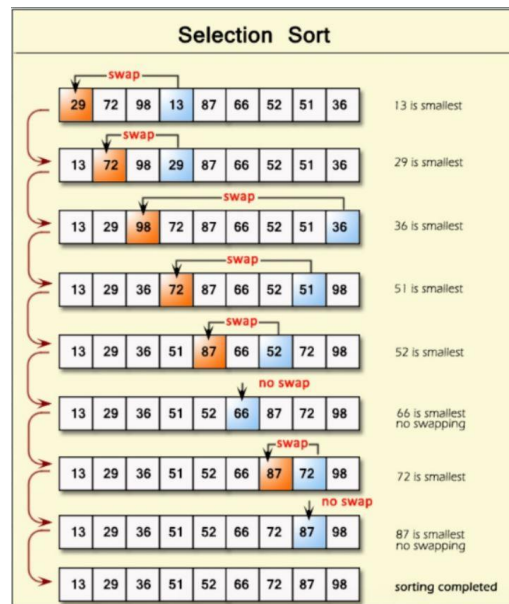 Selection Sort
swap
29 72 98 13 87 66 52 51 36
13 is smallest
swap
13 72 98 29 87 66 52 51 36
29 is smallest
swap
13 29 98 72 87 66 52 51 36
36 is smallest
swap
13 29 36 72 87 66 52 51 98
51 is smallest
swap
13 29 36 51 87 66 52 72 98
52 is smallest
no swap
13 29 36 51 52 66 87 72 98
66 is smallest
no swapping
swap
13 29 36 51 52 66 87 72 98
72 is smallest
no swap
13 29 36 51 52 66 72 87 98
87 is smallest
no swapping
13 29 36 51 52 66 72 87 98
sorting completed